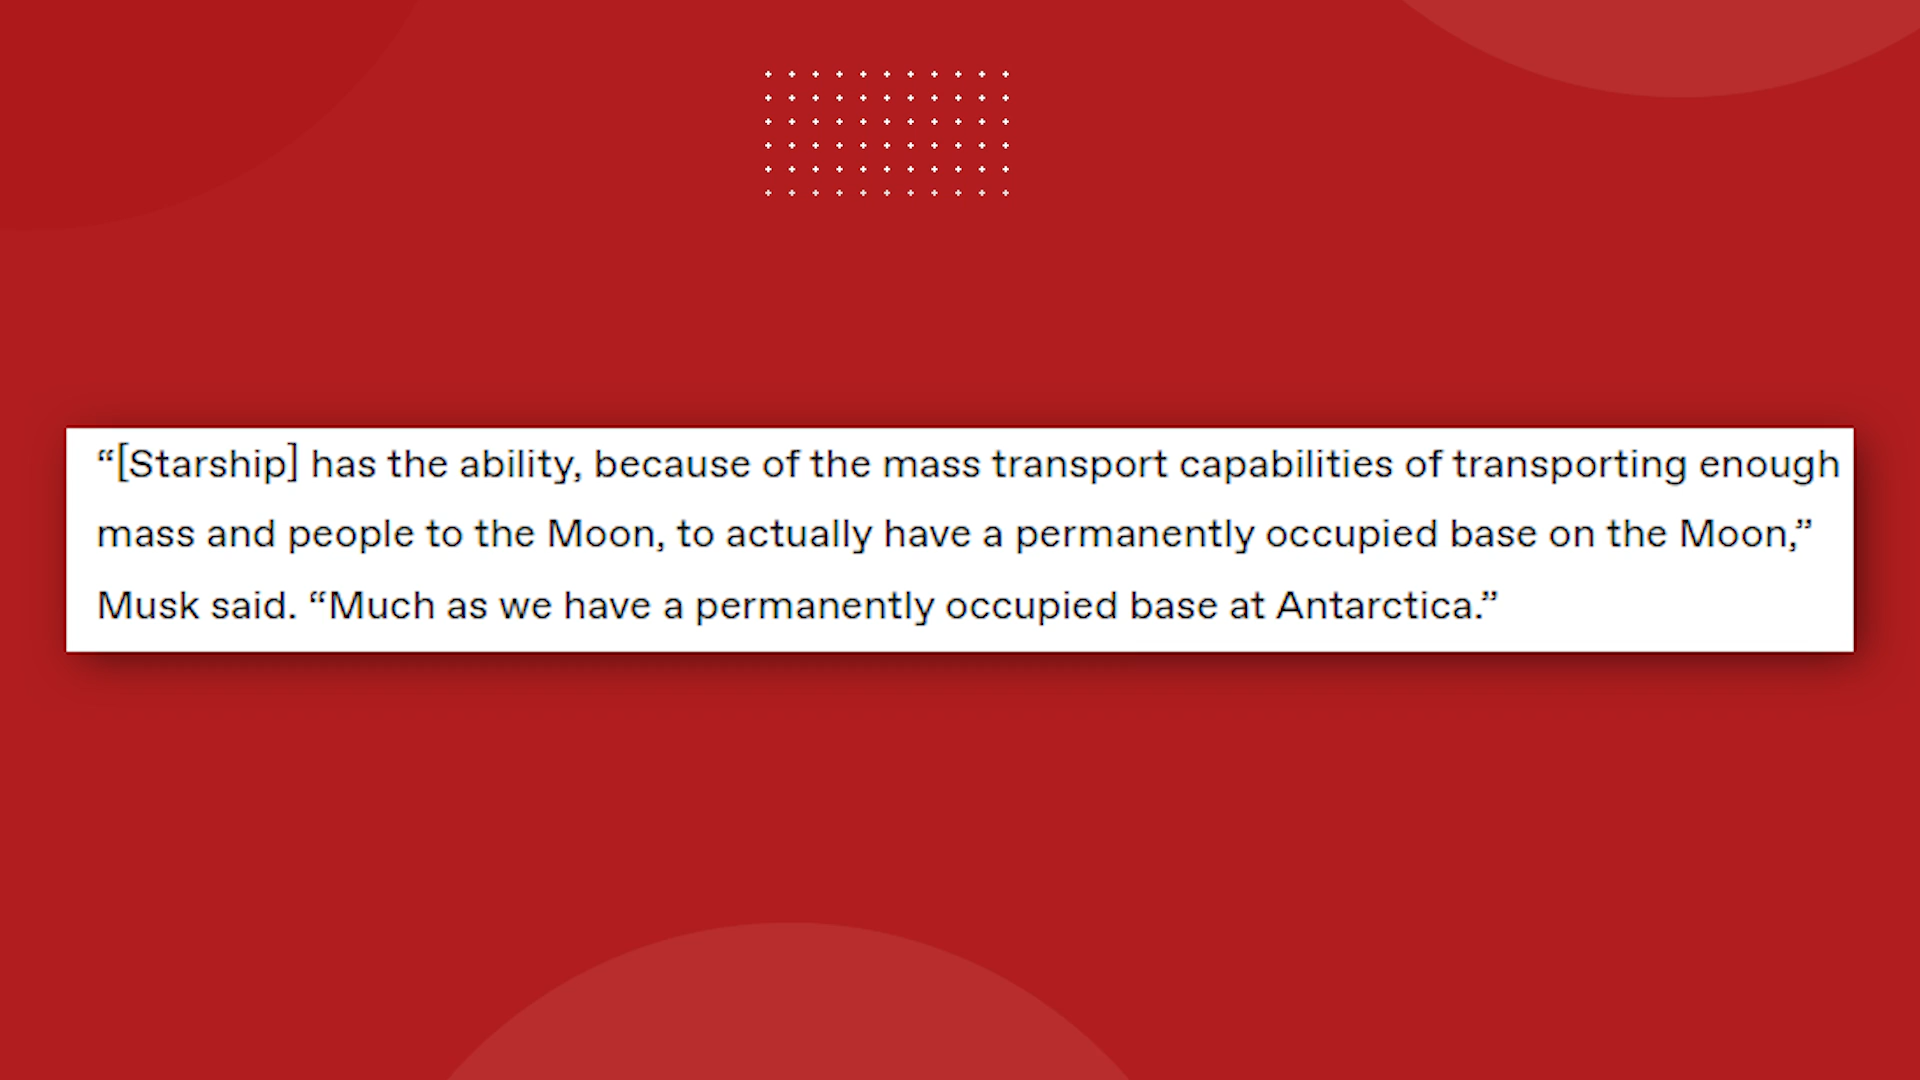 “[Starship] has the ability, because of the mass transport capabilities of transporting enough
mass and people to the Moon, to actually have a permanently occupied base on the Moon,”
Musk said. “Much as we have a permanently occupied base at Antarctica.”